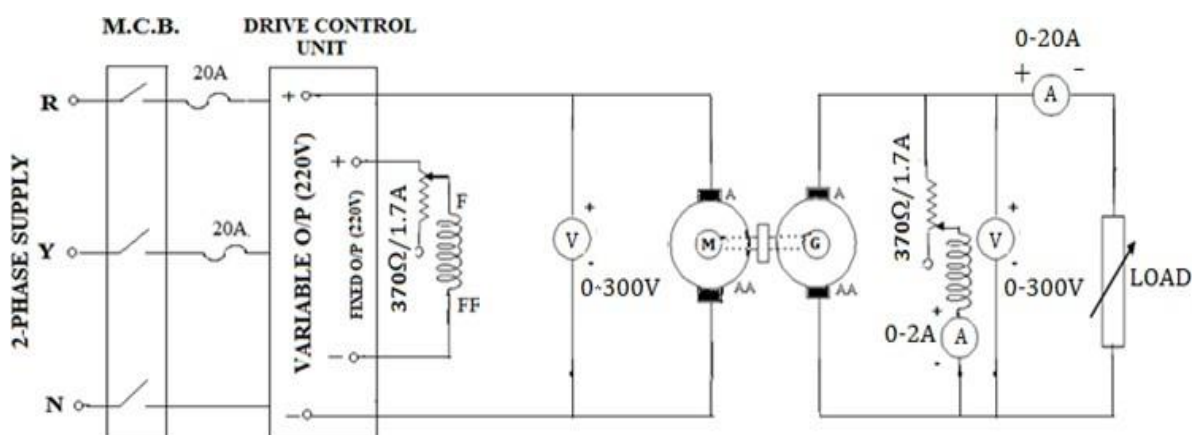 M.C.B.
DRIVE CONTROL
UNIT
2-PHASE SUPPLY
R
Y
N
20A
20A
+
VARIABLE O/P (220V)
-
+
FIXED O/P (220V)
-
370Ω/1.7A
F
FF
V
+
-
0-300V
A
M
AA
A
G
AA
370Ω/1.7A
+
0-2A
A
-
+
V
-
0-300V
0-20A
+
A
-
LOAD